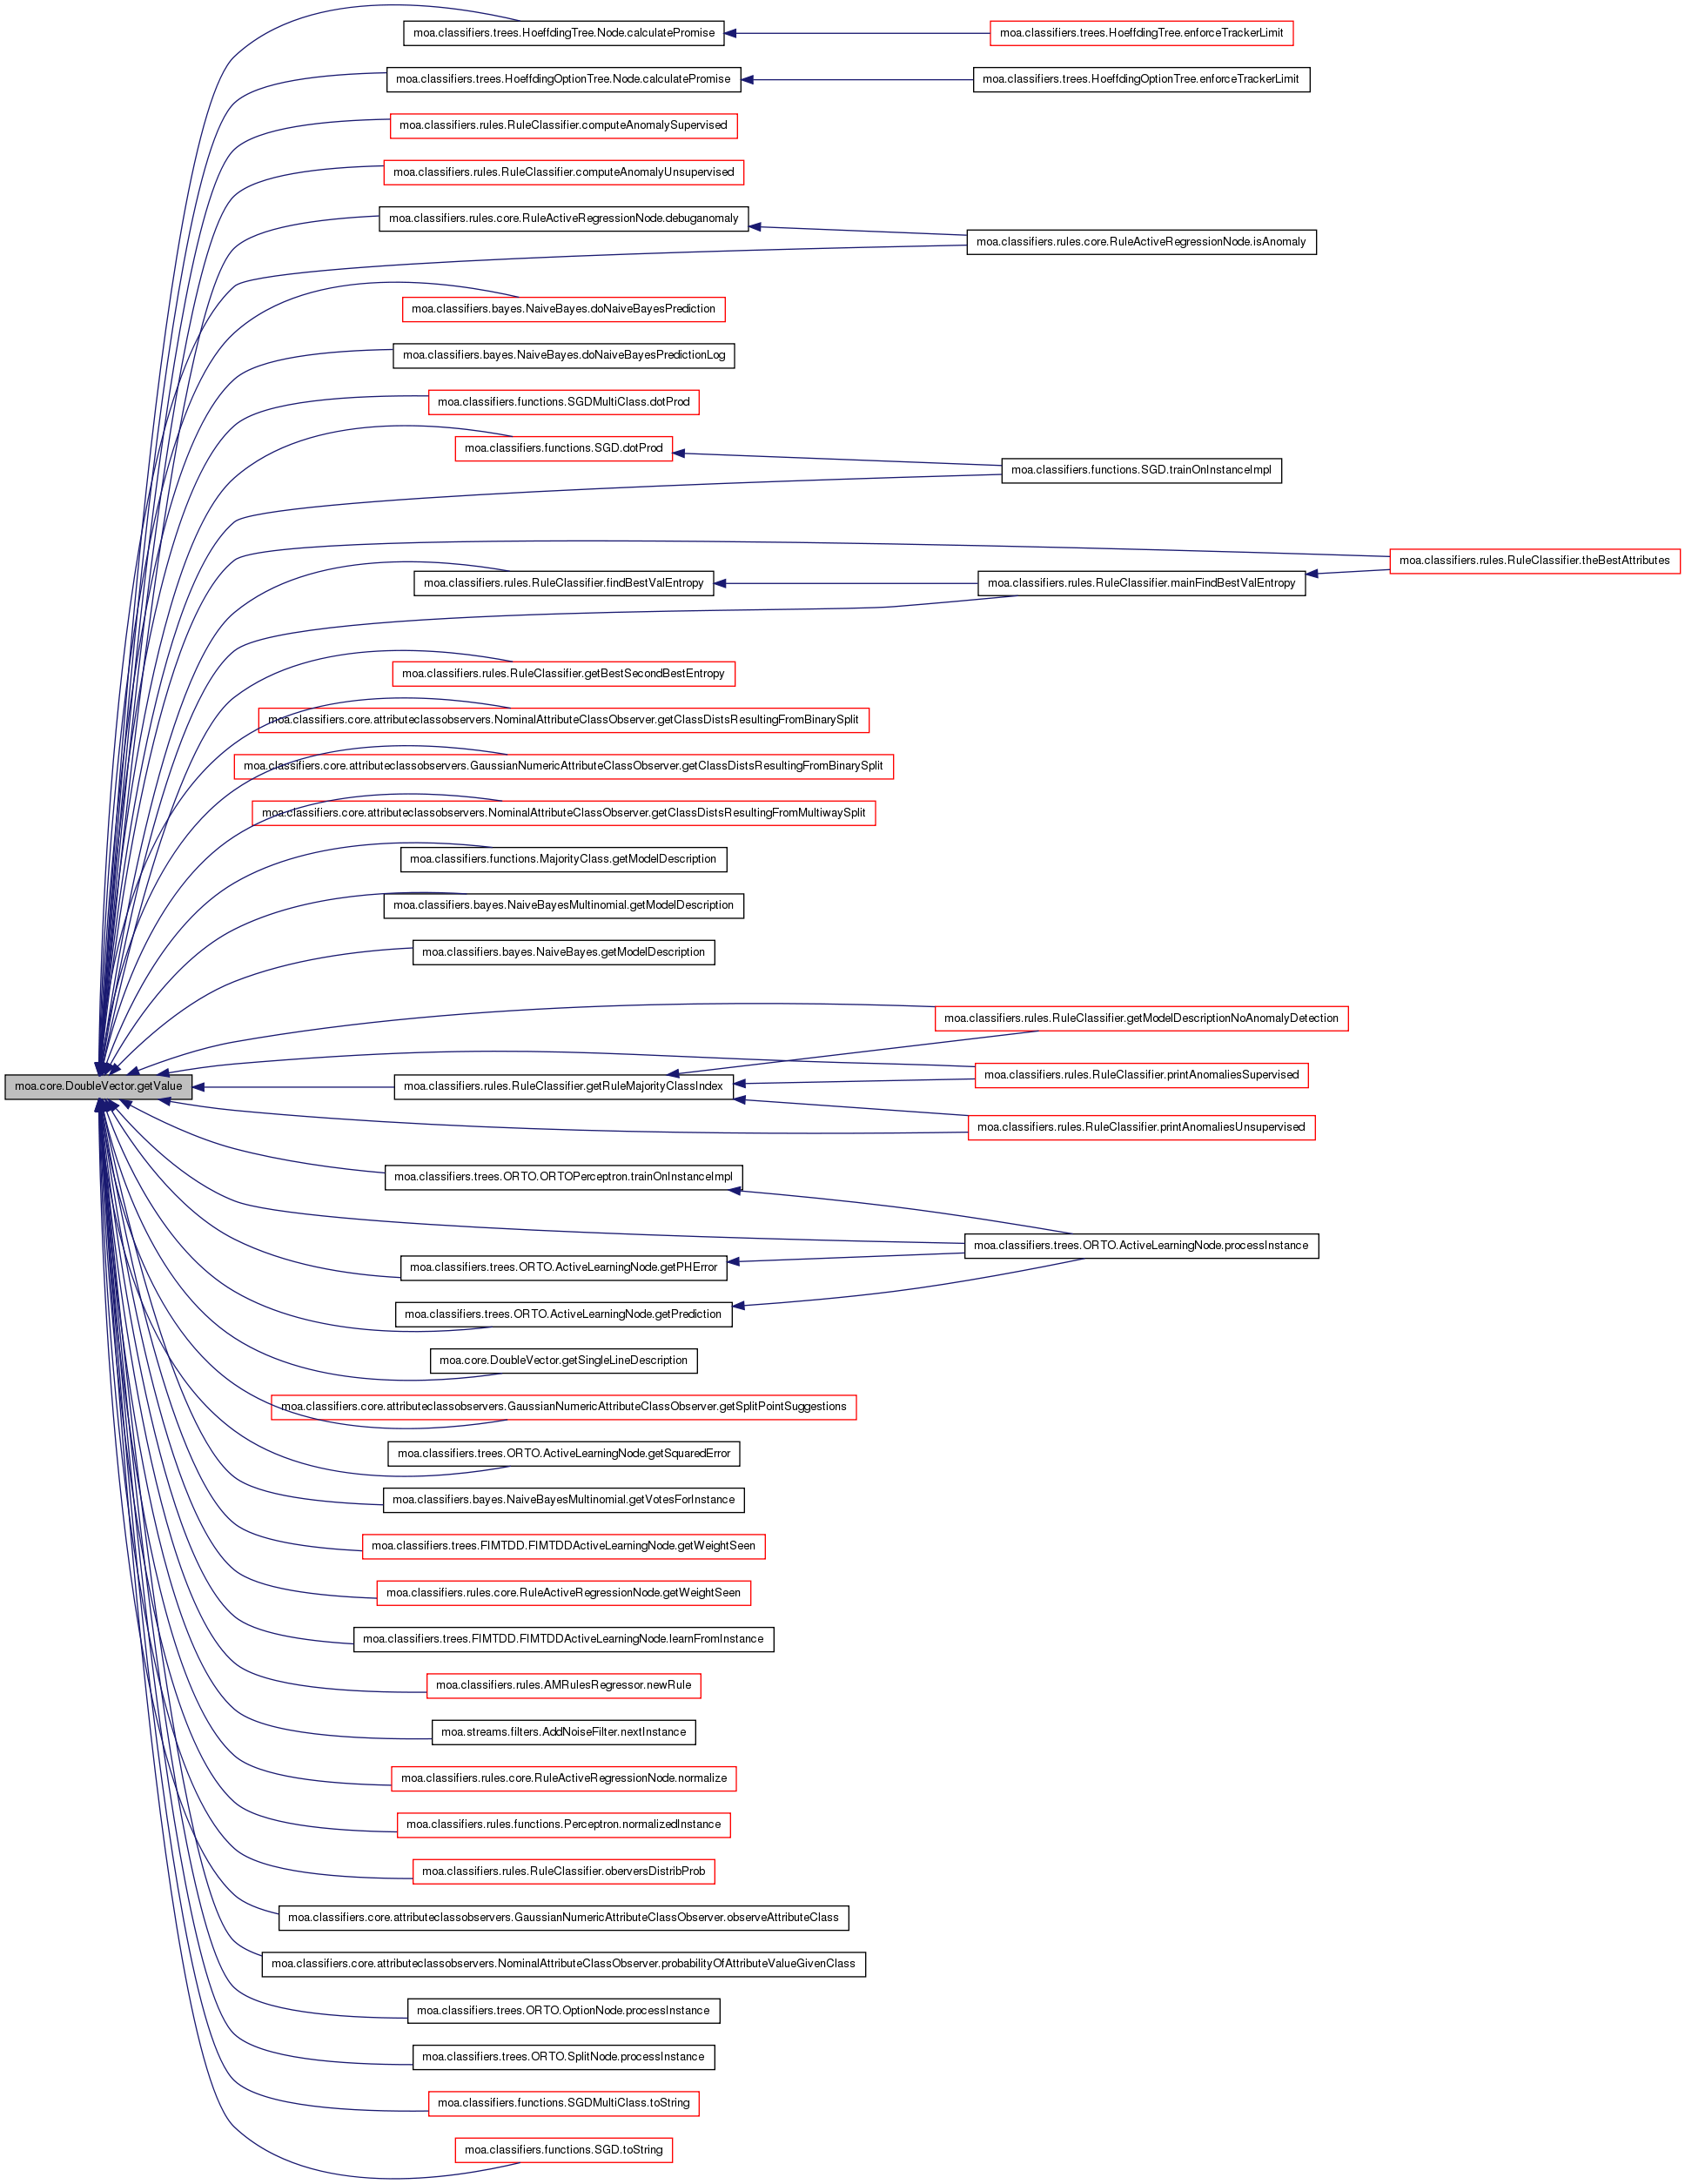 moa.classifiers.trees.HoeffdingTree.Node.calculatePromise
moa.classifiers.trees.HoeffdingTree.enforceTrackerLimit
moa.classifiers.trees.HoeffdingOptionTree.Node.calculatePromise
moa.classifiers.trees.HoeffdingOptionTree.enforceTrackerLimit
moa.classifiers.rules.RuleClassifier.computeAnomalySupervised
moa.classifiers.rules.RuleClassifier.computeAnomalyUnsupervised
moa.classifiers.rules.core.RuleActiveRegressionNode.debuganomaly
moa.classifiers.rules.core.RuleActiveRegressionNode.isAnomaly
moa.classifiers.bayes.NaiveBayes.doNaiveBayesPrediction
moa.classifiers.bayes.NaiveBayes.doNaiveBayesPredictionLog
moa.classifiers.functions.SGDMultiClass.dotProd
moa.classifiers.functions.SGD.dotProd
moa.classifiers.functions.SGD.trainOnInstanceImpl
moa.classifiers.rules.RuleClassifier.theBestAttributes
moa.classifiers.rules.RuleClassifier.findBestValEntropy
moa.classifiers.rules.RuleClassifier.mainFindBestValEntropy
moa.classifiers.rules.RuleClassifier.getBestSecondBestEntropy
moa.classifiers.core.attributeclassobservers.NominalAttributeClassObserver.getClassDistsResultingFromBinarySplit
moa.classifiers.core.attributeclassobservers.GaussianNumericAttributeClassObserver.getClassDistsResultingFromBinarySplit
moa.classifiers.core.attributeclassobservers.NominalAttributeClassObserver.getClassDistsResultingFromMultiwaySplit
moa.classifiers.functions.MajorityClass.getModelDescription
moa.classifiers.bayes.NaiveBayesMultinomial.getModelDescription
moa.classifiers.bayes.NaiveBayes.getModelDescription
moa.classifiers.rules.RuleClassifier.getModelDescriptionNoAnomalyDetection
moa.classifiers.rules.RuleClassifier.printAnomaliesSupervised
moa.core.DoubleVector.getValue
moa.classifiers.rules.RuleClassifier.getRuleMajorityClassIndex
moa.classifiers.rules.RuleClassifier.printAnomaliesUnsupervised
moa.classifiers.trees.ORTO.ORTOPerceptron.trainOnInstanceImpl
moa.classifiers.trees.ORTO.ActiveLearningNode.processInstance
moa.classifiers.trees.ORTO.ActiveLearningNode.getPHError
moa.classifiers.trees.ORTO.ActiveLearningNode.getPrediction
moa.core.DoubleVector.getSingleLineDescription
moa.classifiers.core.attributeclassobservers.GaussianNumericAttributeClassObserver.getSplitPointSuggestions
moa.classifiers.trees.ORTO.ActiveLearningNode.getSquaredError
moa.classifiers.bayes.NaiveBayesMultinomial.getVotesForInstance
moa.classifiers.trees.FIMTDD.FIMTDDActiveLearningNode.getWeightSeen
moa.classifiers.rules.core.RuleActiveRegressionNode.getWeightSeen
moa.classifiers.trees.FIMTDD.FIMTDDActiveLearningNode.learnFromInstance
moa.classifiers.rules.AMRulesRegressor.newRule
moa.streams.filters.AddNoiseFilter.nextInstance
moa.classifiers.rules.core.RuleActiveRegressionNode.normalize
moa.classifiers.rules.functions.Perceptron.normalizedInstance
moa.classifiers.rules.RuleClassifier.oberversDistribProb
moa.classifiers.core.attributeclassobservers.GaussianNumericAttributeClassObserver.observeAttributeClass
moa.classifiers.core.attributeclassobservers.NominalAttributeClassObserver.probabilityOfAttributeValueGivenClass
moa.classifiers.trees.ORTO.OptionNode.processInstance
moa.classifiers.trees.ORTO.SplitNode.processInstance
moa.classifiers.functions.SGDMultiClass.toString
moa.classifiers.functions.SGD.toString